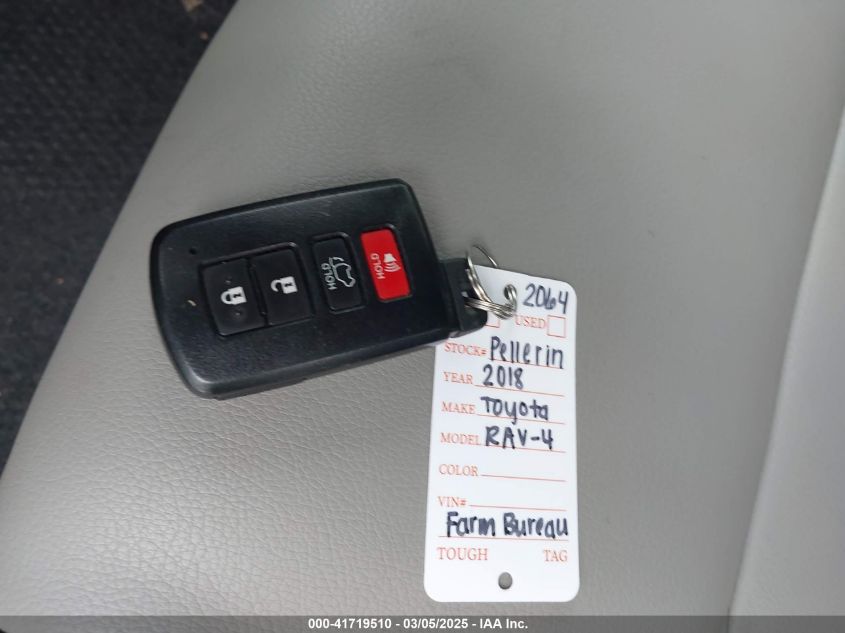 HOLD
HOLD
2064
USED
STOCK# Pellerin
YEAR 2018
MAKE Toyota
MODEL RAV-4
COLOR
VIN#
Farm Bureau
TOUGH TAG
000-41719510 - 03/05/2025 - IAA Inc.